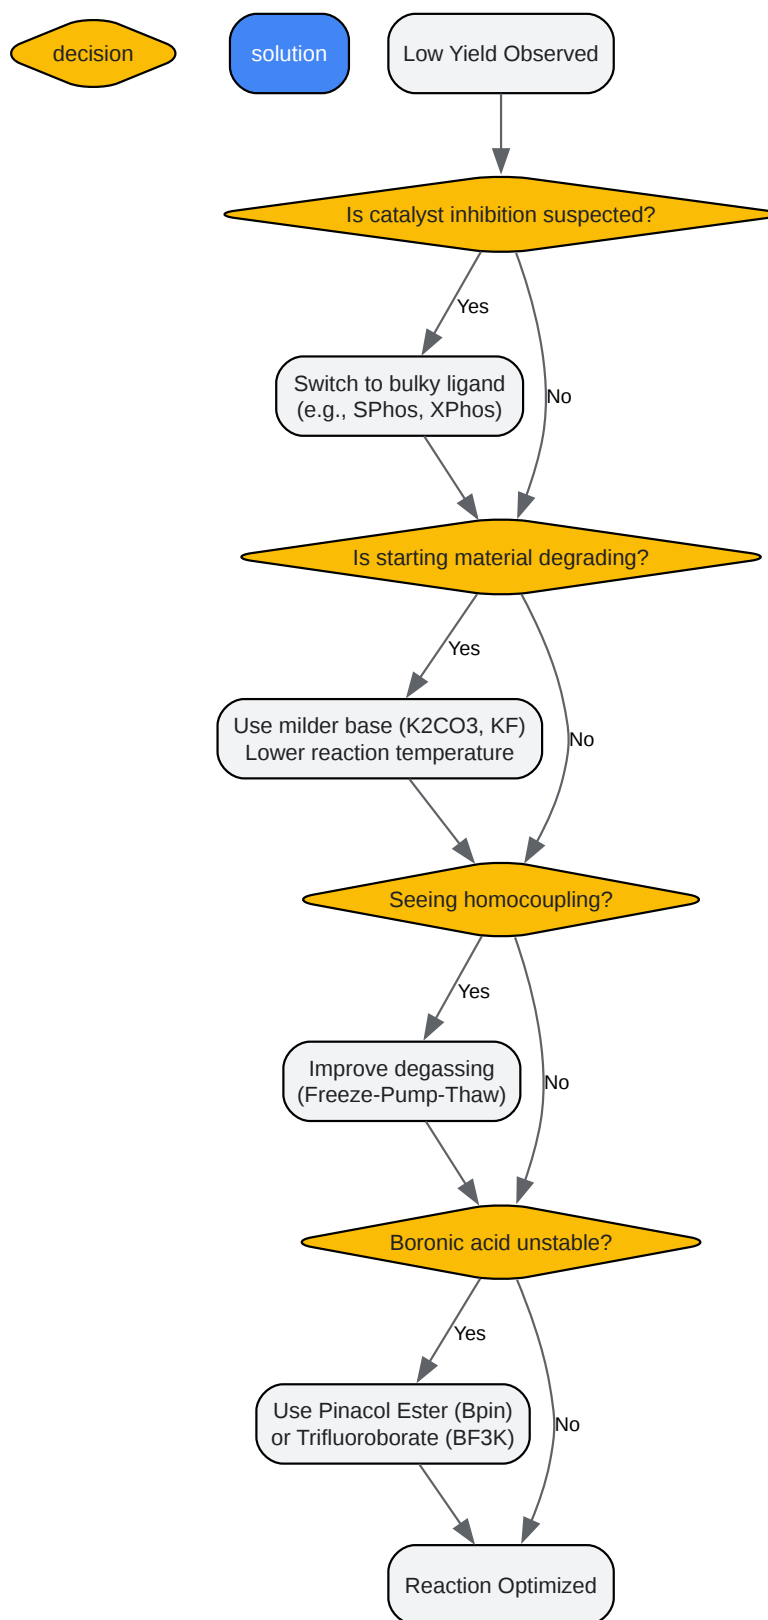 decision
solution
Low Yield Observed
Is catalyst inhibition suspected?
Yes
Switch to bulky ligand
(e.g., SPhos, XPhos)
No
Is starting material degrading?
Yes
Use milder base (K2CO3, KF)
Lower reaction temperature
No
Seeing homocoupling?
Yes
Improve degassing
(Freeze-Pump-Thaw)
No
Boronic acid unstable?
Yes
Use Pinacol Ester (Bpin)
or Trifluoroborate (BF3K)
No
Reaction Optimized